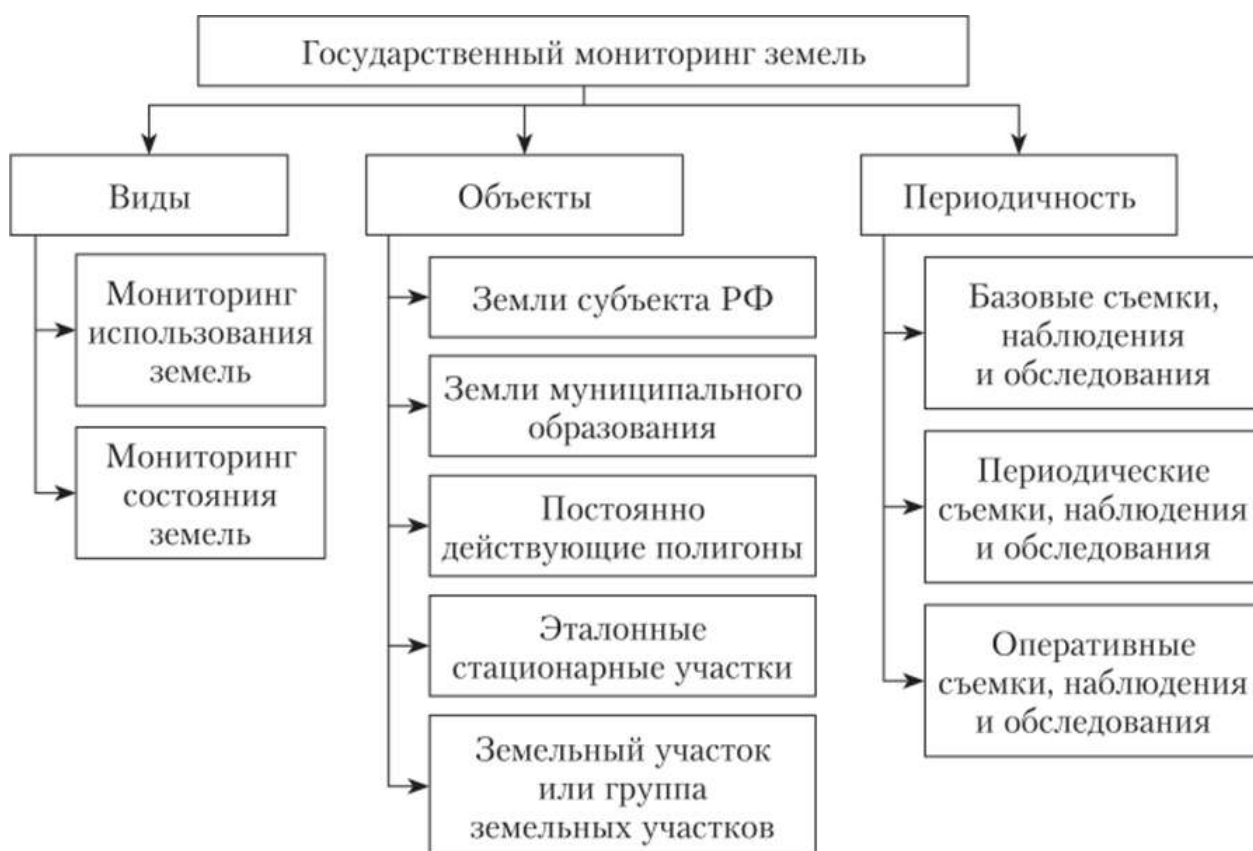 Государственный мониторинг земель
Виды
Мониторинг
использования
земель
Мониторинг
состояния
земель
Объекты
Земли субъекта РФ
Земли муниципального
образования
Постоянно
действующие полигоны
Эталонные
стационарные участки
Земельный участок
или группа
земельных участков
Периодичность
Базовые съемки,
наблюдения
и обследования
Периодические
съемки, наблюдения
и обследования
Оперативные
съемки, наблюдения
и обследования